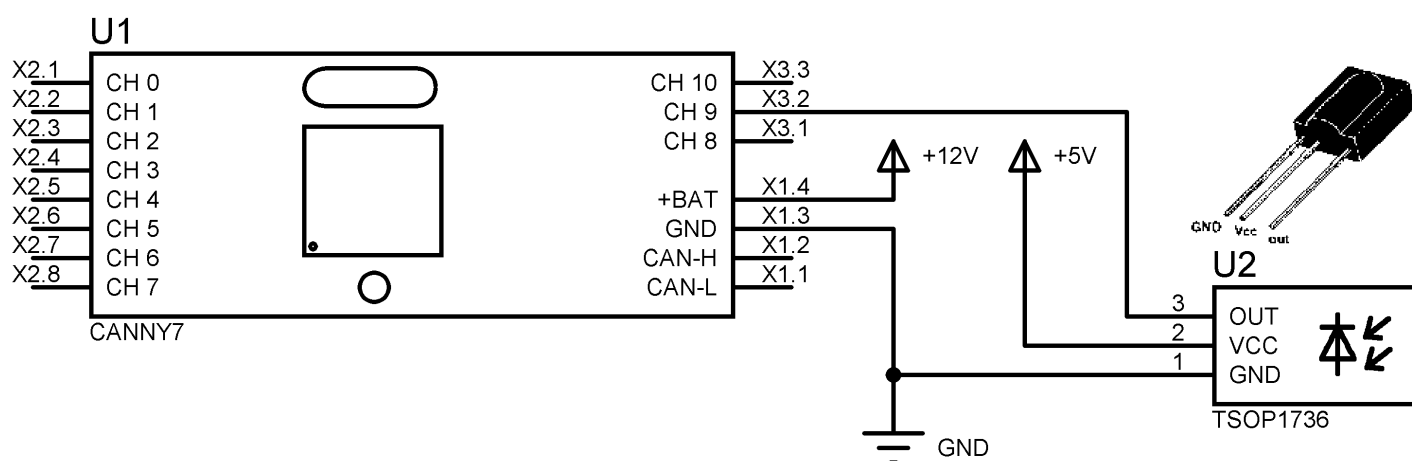 U1
X2.1 CH 0 CH 10 X3.3
X2.2 CH 1 CH 9 X3.2
X2.3 CH 2 CH 8 X3.1
X2.4 CH 3
X2.5 CH 4 +BAT X1.4
X2.6 CH 5 GND X1.3
X2.7 CH 6 CAN-H X1.2
X2.8 CH 7 CAN-L X1.1
CANNY7
+12V +5V
GND Vcc out
U2
3 OUT
2 VCC
1 GND
TSOP1736
GND